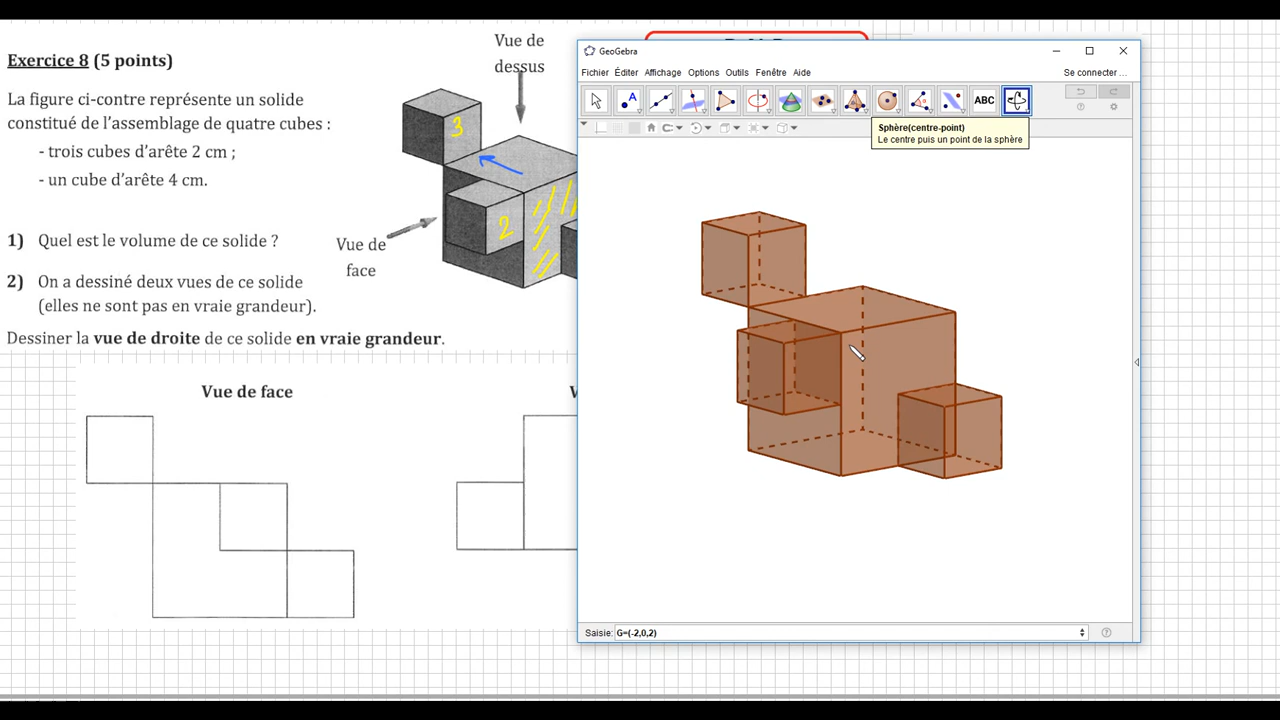 Exercice 8 (5 points)
La figure ci-contre représente un solide
constitué de l'assemblage de quatre cubes :
- trois cubes d'arête 2 cm ;
- un cube d'arête 4 cm.
1) Quel est le volume de ce solide ?
2) On a dessiné deux vues de ce solide
(elles ne sont pas en vraie grandeur).
Dessiner la vue de droite de ce solide en vraie grandeur.
Vue de
dessus
3
2
Vue de
face
Vue de face
GeoGebra
Fichier Éditer Affichage Options Outils Fenêtre Aide
Se connecter ...
ABC
Sphère(centre-point)
Le centre puis un point de la sphère
Saisie: G=(-2,0,2)